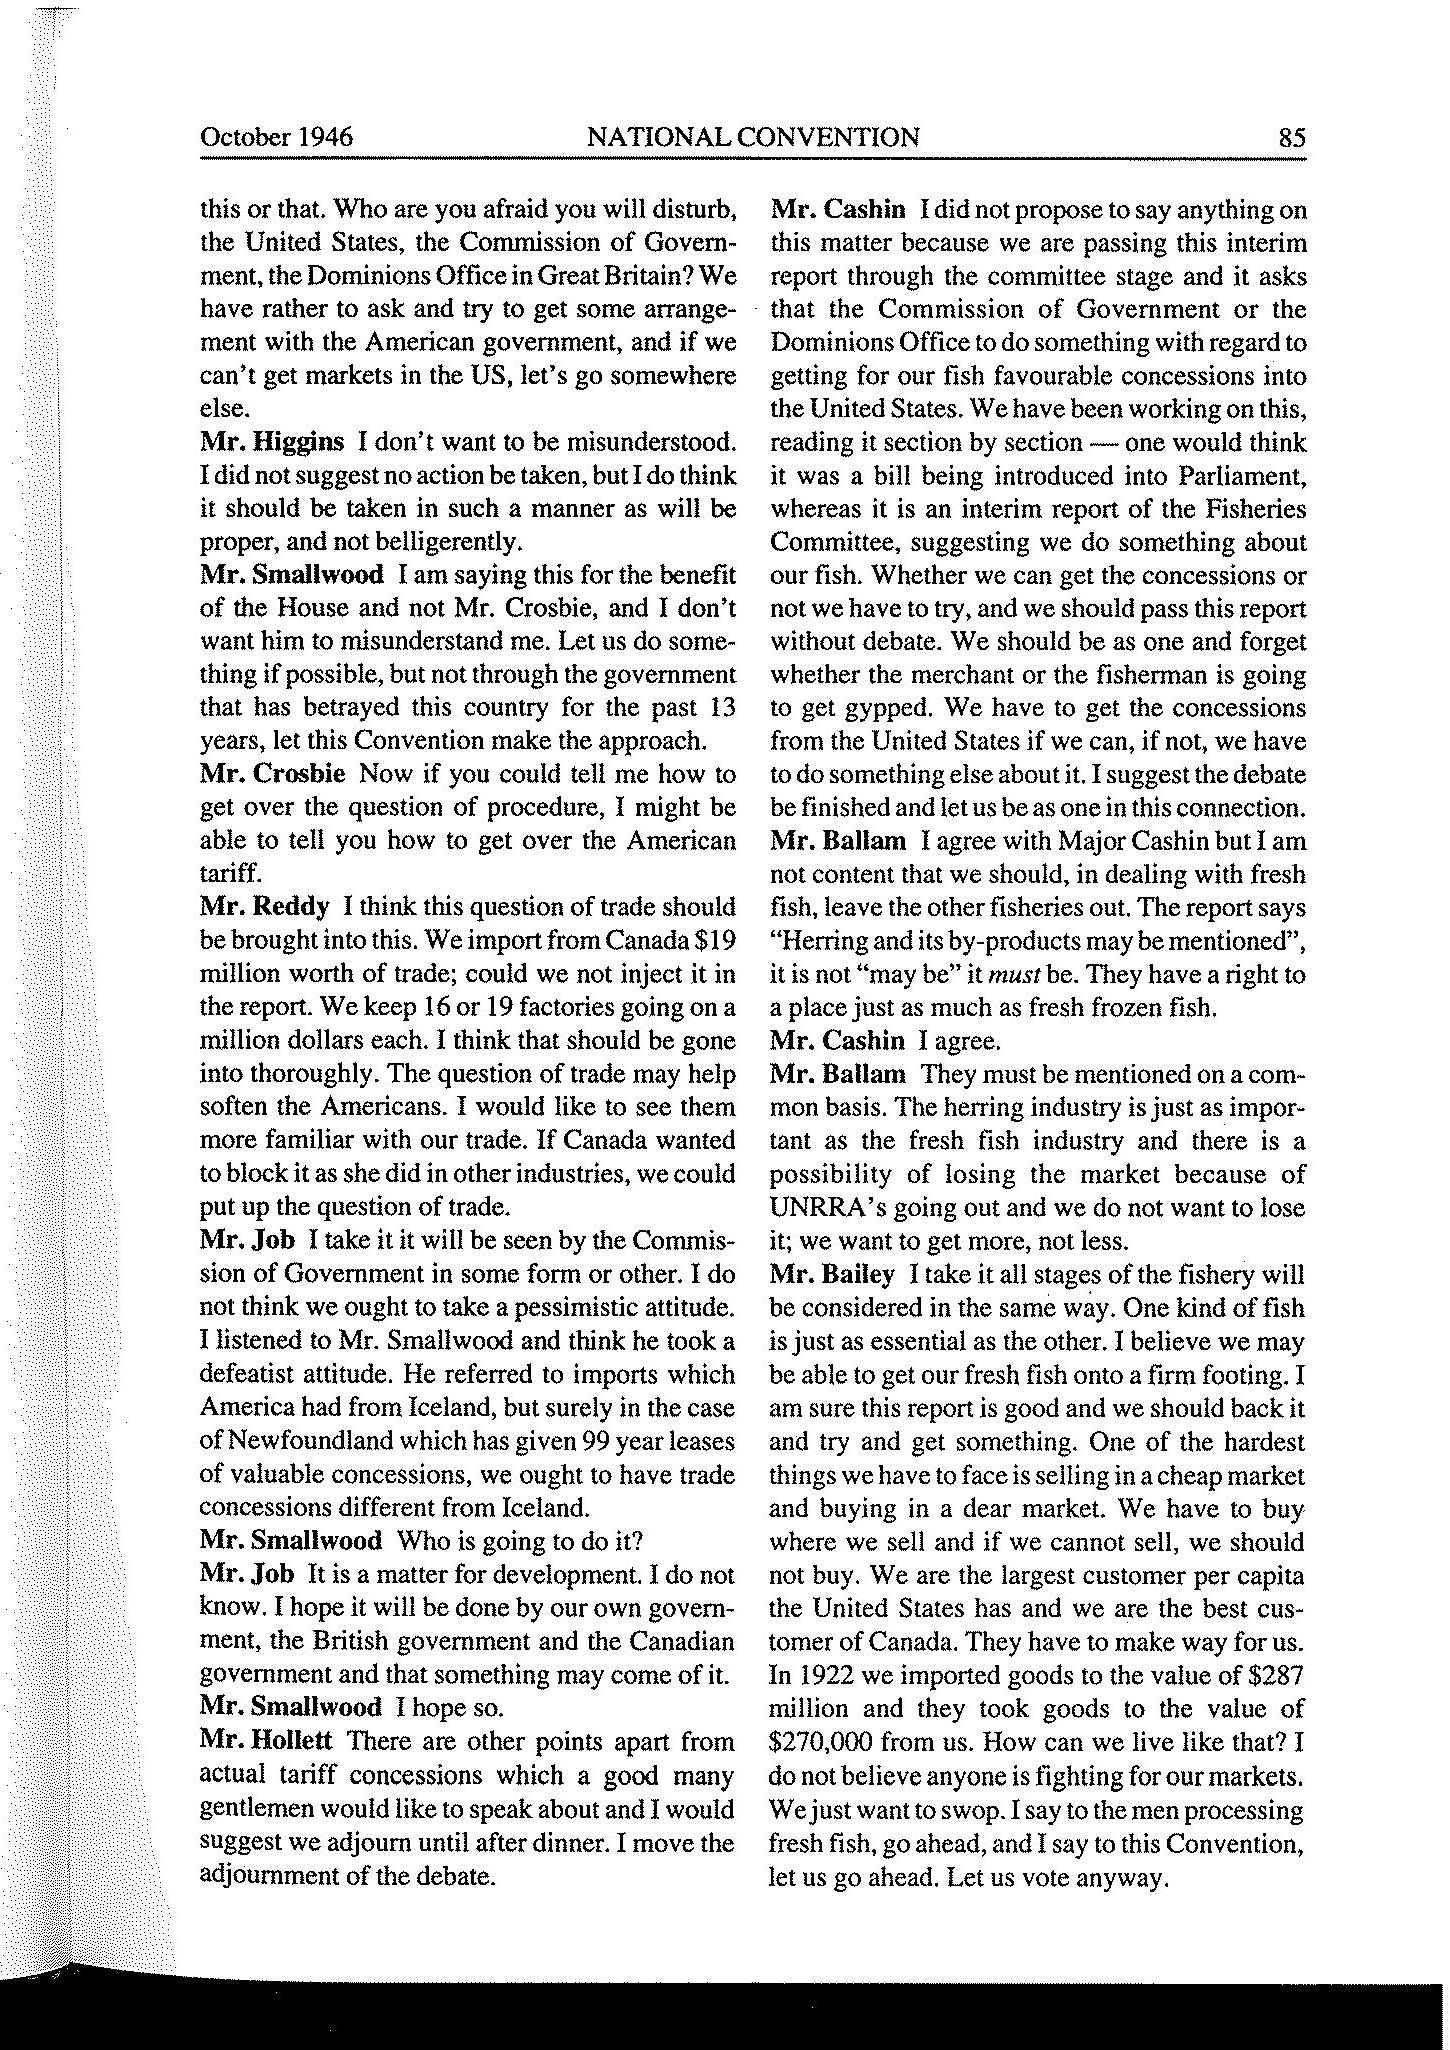 October 1946 NATIONAL CONVENTION 85
this or that. Who are you afraid you will disturb,
the United States, the Commission of Govern-
ment, the Dominions Office in Great Britain? We
have rather to ask and try to get some arrange-
ment with the American government, and if we
can't get markets in the US, let's go somewhere
else.
Mr. Higgins I don't want to be misunderstood.
I did not suggest no action be taken, but I do think
it should be taken in such a manner as will be
proper, and not belligerently.
Mr. Smallwood I am saying this for the benefit
of the House and not Mr. Crosbie, and I don't
want him to misunderstand me. Let us do some-
thing if possible, but not through the government
that has betrayed this country for the past 13
years, let this Convention make the approach.
Mr. Crosbie Now if you could tell me how to
get over the question of procedure, I might be
able to tell you how to get over the American
tariff.
Mr. Reddy I think this question of trade should
be brought into this. We import from Canada $19
million worth of trade; could we not inject it in
the report. We keep 16 or 19 factories going on a
million dollars each. I think that should be gone
into thoroughly. The question of trade may help
soften the Americans. I would like to see them
more familiar with our trade. If Canada wanted
to block it as she did in other industries, we could
put up the question of trade.
Mr. Job I take it it will be seen by the Commis-
sion of Government in some form or other. I do
not think we ought to take a pessimistic attitude.
I listened to Mr. Smallwood and think he took a
defeatist attitude. He referred to imports which
America had from Iceland, but surely in the case
of Newfoundland which has given 99 year leases
of valuable concessions, we ought to have trade
concessions different from Iceland.
Mr. Smallwood Who is going to do it?
Mr. Job It is a matter for development. I do not
know. I hope it will be done by our own govern-
ment, the British government and the Canadian
government and that something may come of it.
Mr. Smallwood I hope so.
Mr. Hollett There are other points apart from
actual tariff concessions which a good many
gentlemen would like to speak about and I would
suggest we adjourn until after dinner. I move the
adjournment of the debate.
Mr. Cashin I did not propose to say anything on
this matter because we are passing this interim
report through the committee stage and it asks
that the Commission of Government or the
Dominions Office to do something with regard to
getting for our fish favourable concessions into
the United States. We have been working on this,
reading it section by section — one would think
it was a bill being introduced into Parliament,
whereas it is an interim report of the Fisheries
Committee, suggesting we do something about
our fish. Whether we can get the concessions or
not we have to try, and we should pass this report
without debate. We should be as one and forget
whether the merchant or the fisherman is going
to get gypped. We have to get the concessions
from the United States if we can, if not, we have
to do something else about it. I suggest the debate
be finished and let us be as one in this connection.
Mr. Ballam I agree with Major Cashin but I am
not content that we should, in dealing with fresh
fish, leave the other fisheries out. The report says
“Herring and its by-products may be mentioned”,
it is not “may be” it must be. They have a right to
a place just as much as fresh frozen fish.
Mr. Cashin I agree.
Mr. Ballam They must be mentioned on a com-
mon basis. The herring industry is just as impor-
tant as the fresh fish industry and there is a
possibility of losing the market because of
UNRRA's going out and we do not want to lose
it; we want to get more, not less.
Mr. Bailey I take it all stages of the fishery will
be considered in the same way. One kind of fish
is just as essential as the other. I believe we may
be able to get our fresh fish onto a firm footing. I
am sure this report is good and we should back it
and try and get something. One of the hardest
things we have to face is selling in a cheap market
and buying in a dear market. We have to buy
where we sell and if we cannot sell, we should
not buy. We are the largest customer per capita
the United States has and we are the best cus-
tomer of Canada. They have to make way for us.
In 1922 we imported goods to the value of $287
million and they took goods to the value of
$270,000 from us. How can we live like that? I
do not believe anyone is fighting for our markets.
We just want to swop. I say to the men processing
fresh fish, go ahead, and I say to this Convention,
let us go ahead. Let us vote anyway.